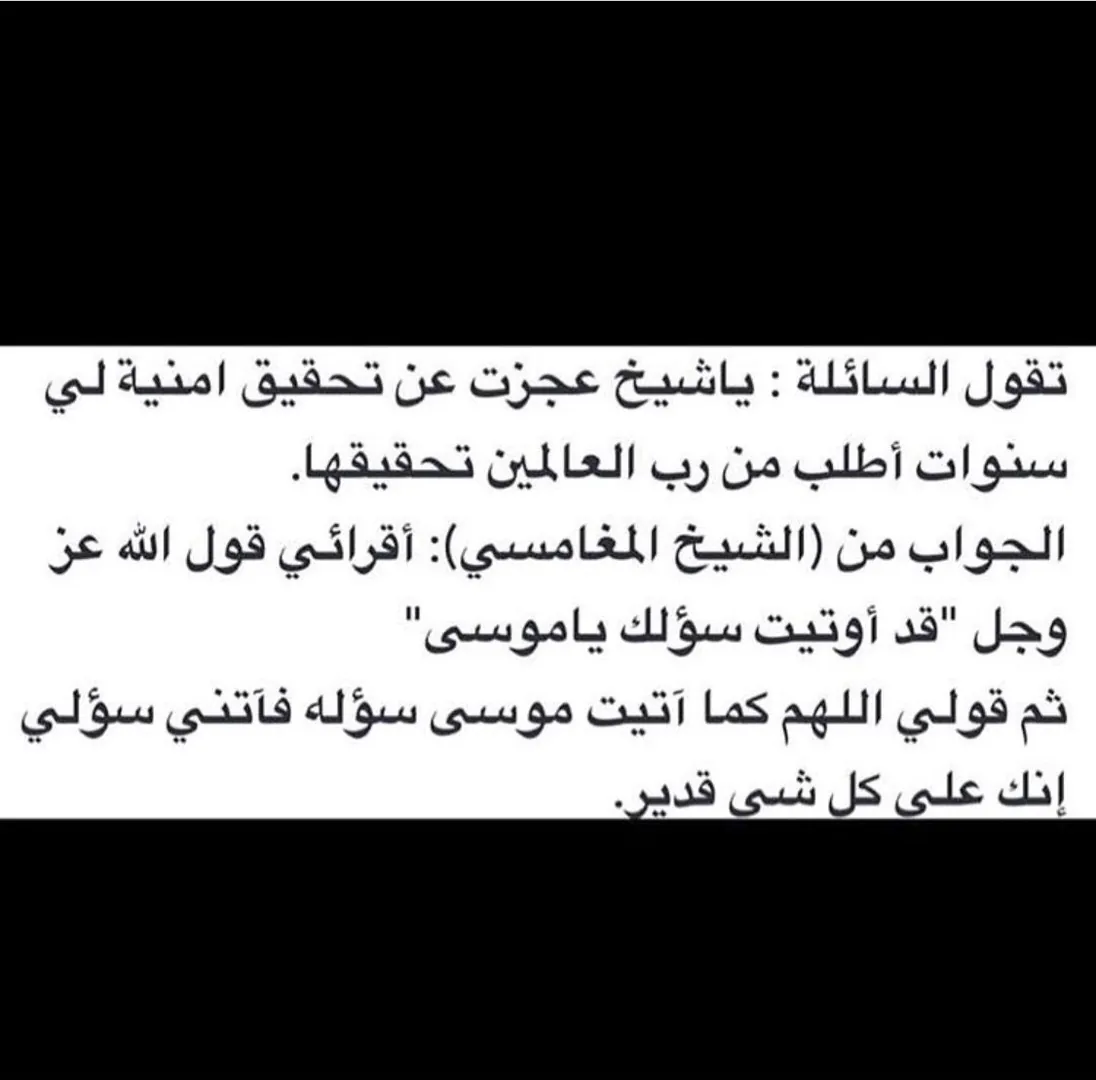 تقول السائلة : ياشيخ عجزت عن تحقيق امنية لي
سنوات أطلب من رب العالمين تحقيقها.
الجواب من (الشيخ المغامسي): أقرائي قول الله عز
وجل "قد أوتيت سؤلك ياموسى"
ثم قولي اللهم كما آتيت موسى سؤله فآتني سؤلي
إنك على كل شى قدير.